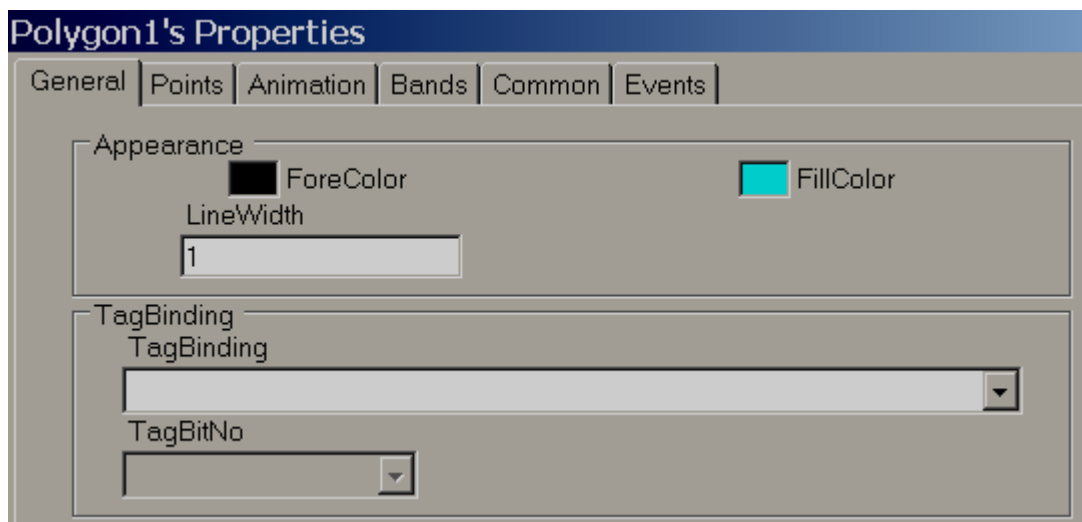 Polygon1's Properties
General Points Animation Bands Common Events
Appearance
ForeColor FillColor
LineWidth
1
TagBinding
TagBinding
TagBitNo